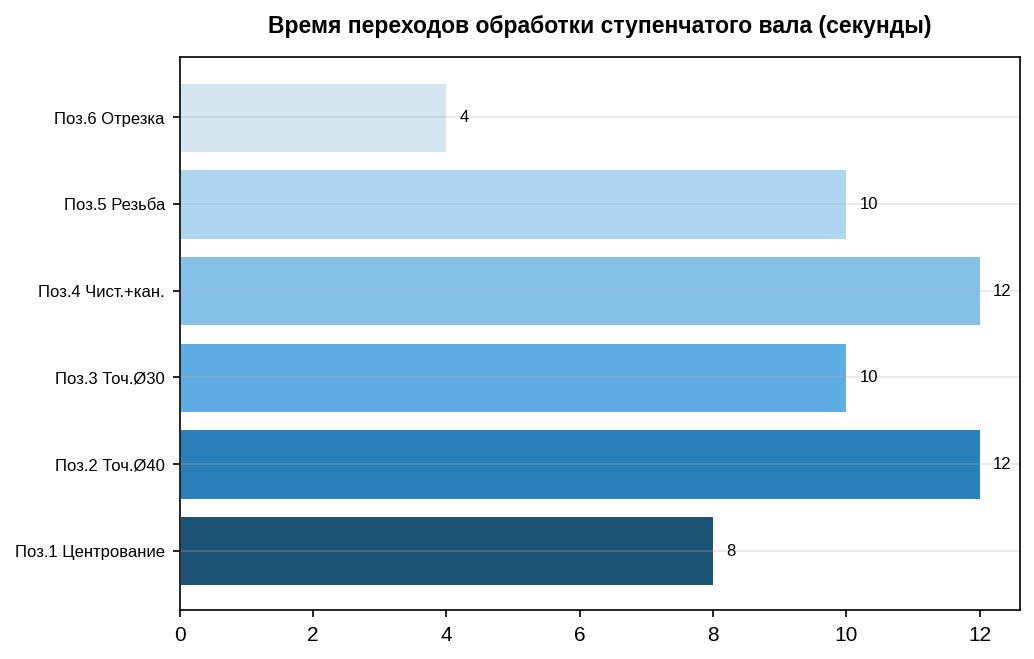 Время переходов обработки ступенчатого вала (секунды)
Поз.6 Отрезка
4
Поз.5 Резьба
10
Поз.4 Чист.+кан.
12
Поз.3 Точ.Ø30
10
Поз.2 Точ.Ø40
12
Поз.1 Центрование
8
0 2 4 6 8 10 12